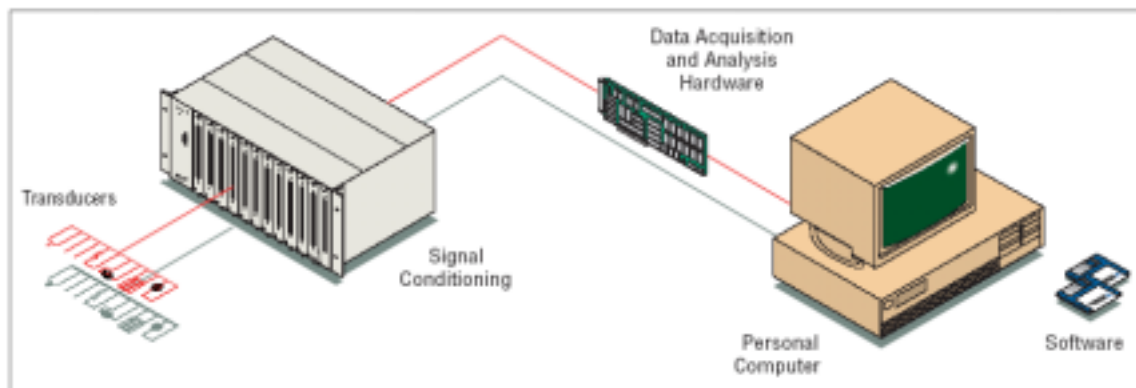 Data Acquisition
and Analysis
Hardware
Transducers
Signal
Conditioning
Personal
Computer
Software